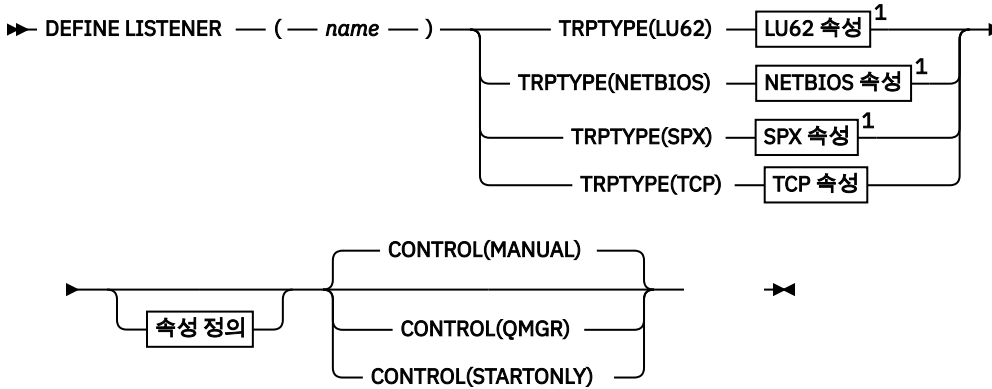 DEFINE LISTENER ( name ) TRPTYPE(LU62) LU62 속성 1
TRPTYPE(NETBIOS) NETBIOS 속성 1
TRPTYPE(SPX) SPX 속성 1
TRPTYPE(TCP) TCP 속성
CONTROL(MANUAL)
속성 정의
CONTROL(QMGR)
CONTROL(STARTONLY)